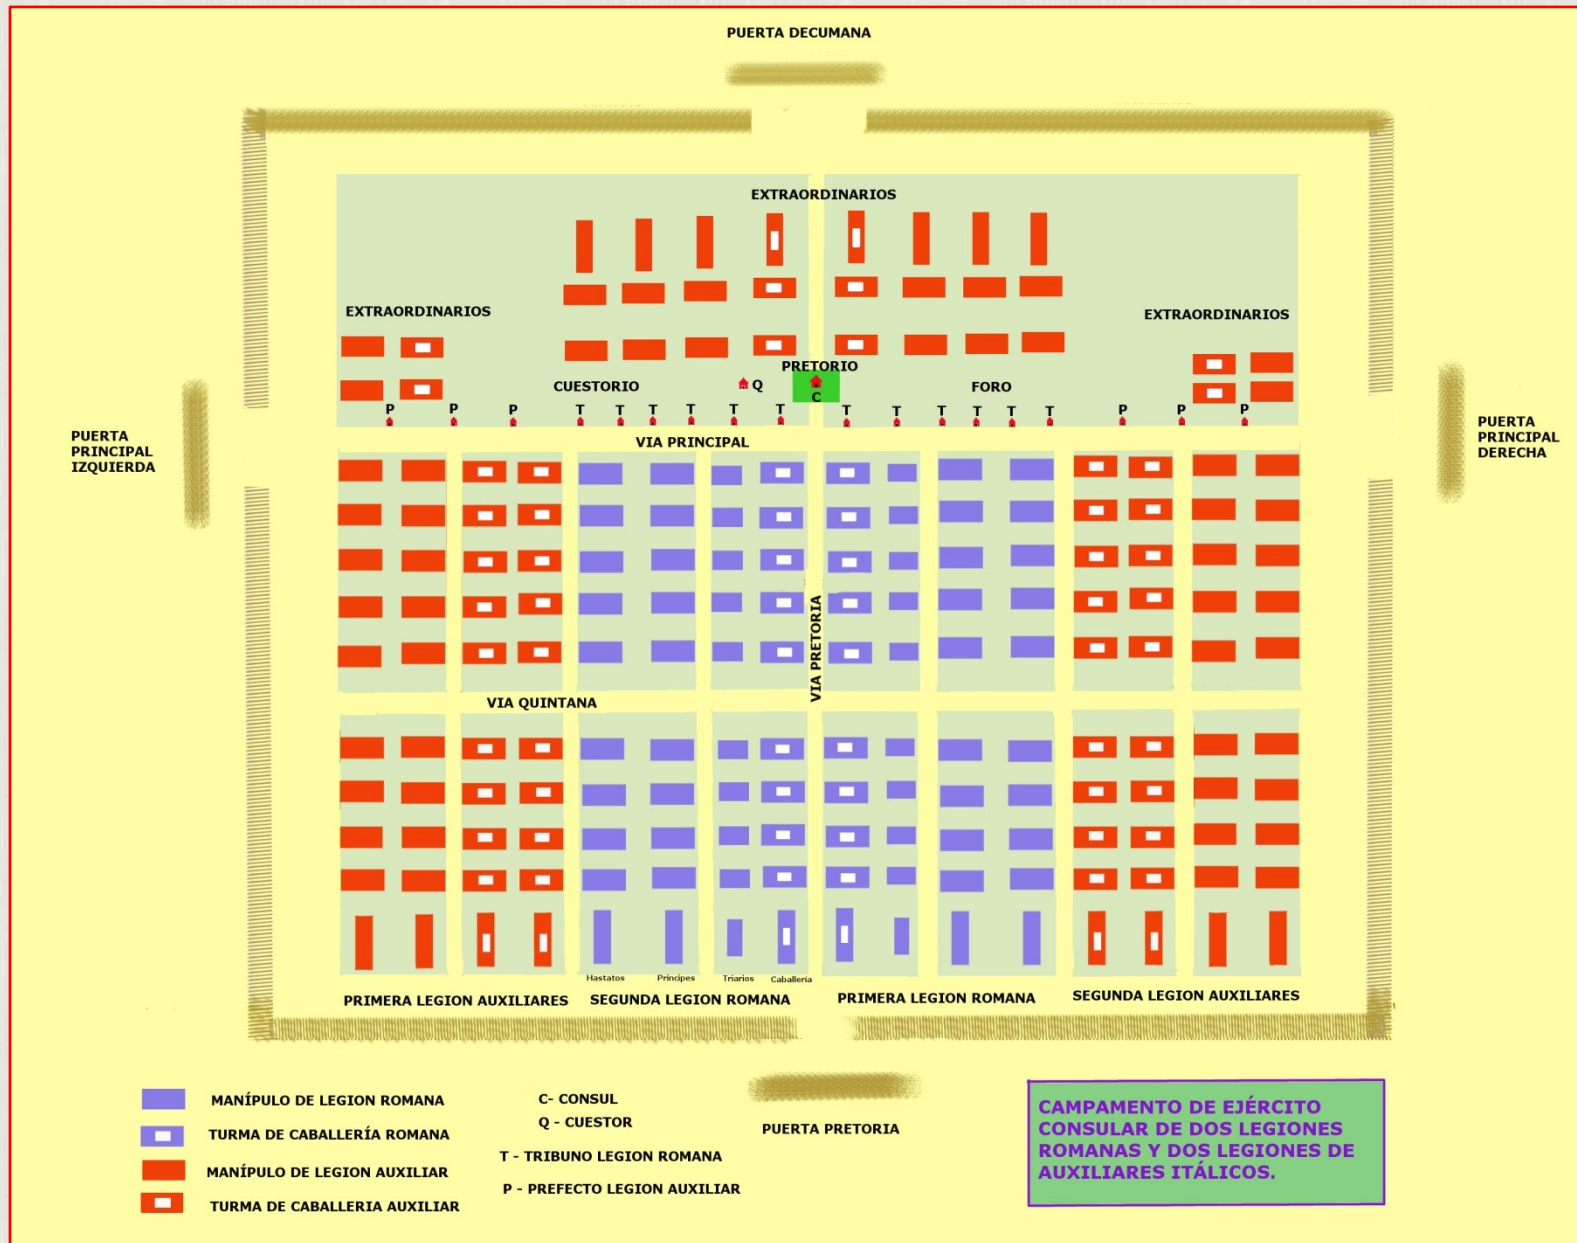 PUERTA DECUMANA
EXTRAORDINARIOS
EXTRAORDINARIOS
EXTRAORDINARIOS
PRETORIO
CUESTORIO
Q
C
FORO
P P P T T T T T T T T T T T T P P P
PUERTA
PRINCIPAL
IZQUIERDA
PUERTA
PRINCIPAL
DERECHA
VIA PRINCIPAL
VIA PRETORIA
VIA QUINTANA
Hastatos
Principes
Triarios
Caballería
PRIMERA LEGION AUXILIARES
SEGUNDA LEGION ROMANA
PRIMERA LEGION ROMANA
SEGUNDA LEGION AUXILIARES
MANÍPULO DE LEGION ROMANA
TURMA DE CABALLERÍA ROMANA
MANÍPULO DE LEGION AUXILIAR
TURMA DE CABALLERIA AUXILIAR
C- CONSUL
Q - CUESTOR
T - TRIBUNO LEGION ROMANA
P - PREFECTO LEGION AUXILIAR
PUERTA PRETORIA
CAMPAMENTO DE EJÉRCITO
CONSULAR DE DOS LEGIONES
ROMANAS Y DOS LEGIONES DE
AUXILIARES ITÁLICOS.